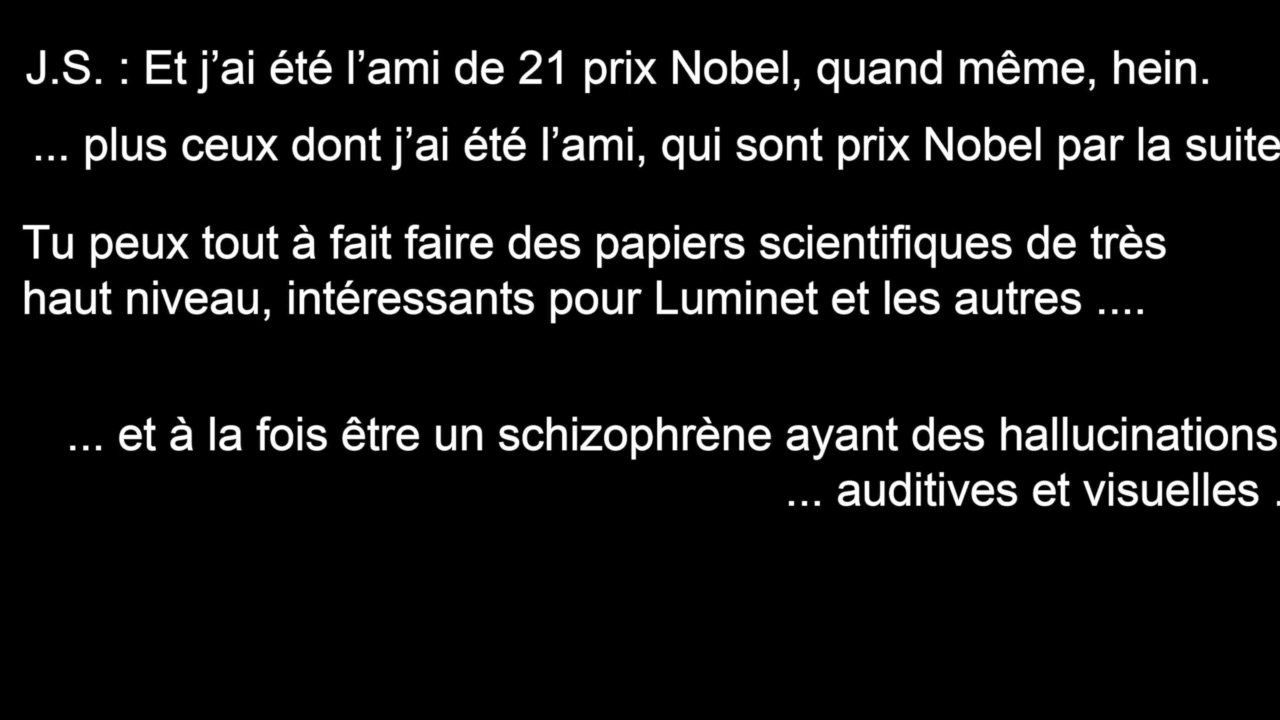 J.S. : Et j’ai été l’ami de 21 prix Nobel, quand même, hein.
... plus ceux dont j’ai été l’ami, qui sont prix Nobel par la suite
Tu peux tout à fait faire des papiers scientifiques de très
haut niveau, intéressants pour Luminet et les autres ....
... et à la fois être un schizophrène ayant des hallucinations
... auditives et visuelles .